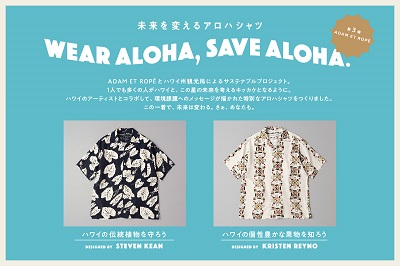 未来を変えるアロハシャツ
WEAR ALOHA, SAVE ALOHA.
第3弾
ADAM ET ROPÉ
ADAM ET ROPÉとハワイ州観光局によるサステナブルプロジェクト。
1人でも多くの人がハワイと、この星の未来を考えるキッカケとなるように。
ハワイのアーティストとコラボして、環境課題へのメッセージが描かれた特別なアロハシャツをつくりました。
この一着で、未来は変わる。さぁ、あなたも。
ハワイの伝統植物を守ろう
DESIGNED BY STEVEN KEAN
ハワイの個性豊かな果物を知ろう
DESIGNED BY KRISTEN REYNO